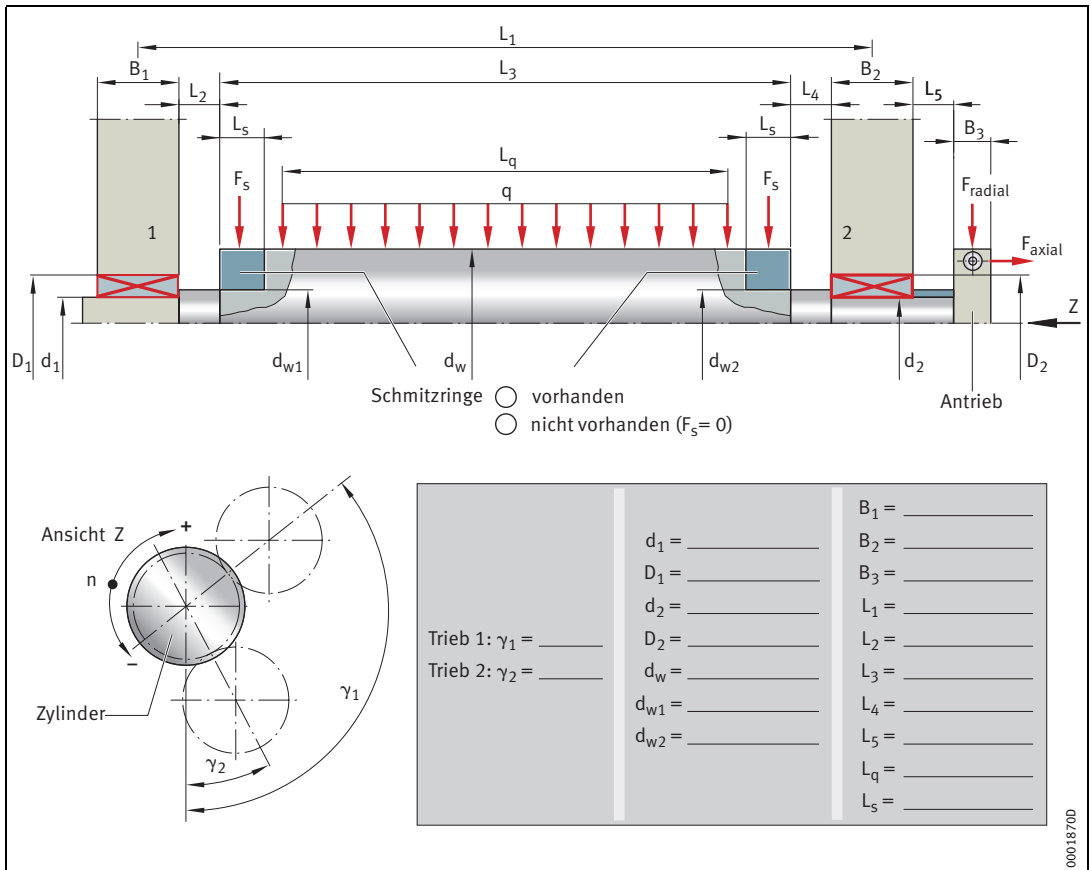 L1
B1
L3
B2
L2
L4
L5
Ls
Ls
B3
Lq
Fs
q
Fs
Fradial
1
2
Faxial
Z
D1
d1
dw1
dw
dw2
d2
D2
Schmitzringe
vorhanden
nicht vorhanden (Fs= 0)
Antrieb
Ansicht Z
+
n
–
Zylinder
γ1
γ2
Trieb 1: γ1 =
Trieb 2: γ2 =
d1 =
D1 =
d2 =
D2 =
dw =
dw1 =
dw2 =
B1 =
B2 =
B3 =
L1 =
L2 =
L3 =
L4 =
L5 =
Lq =
Ls =
0001870D